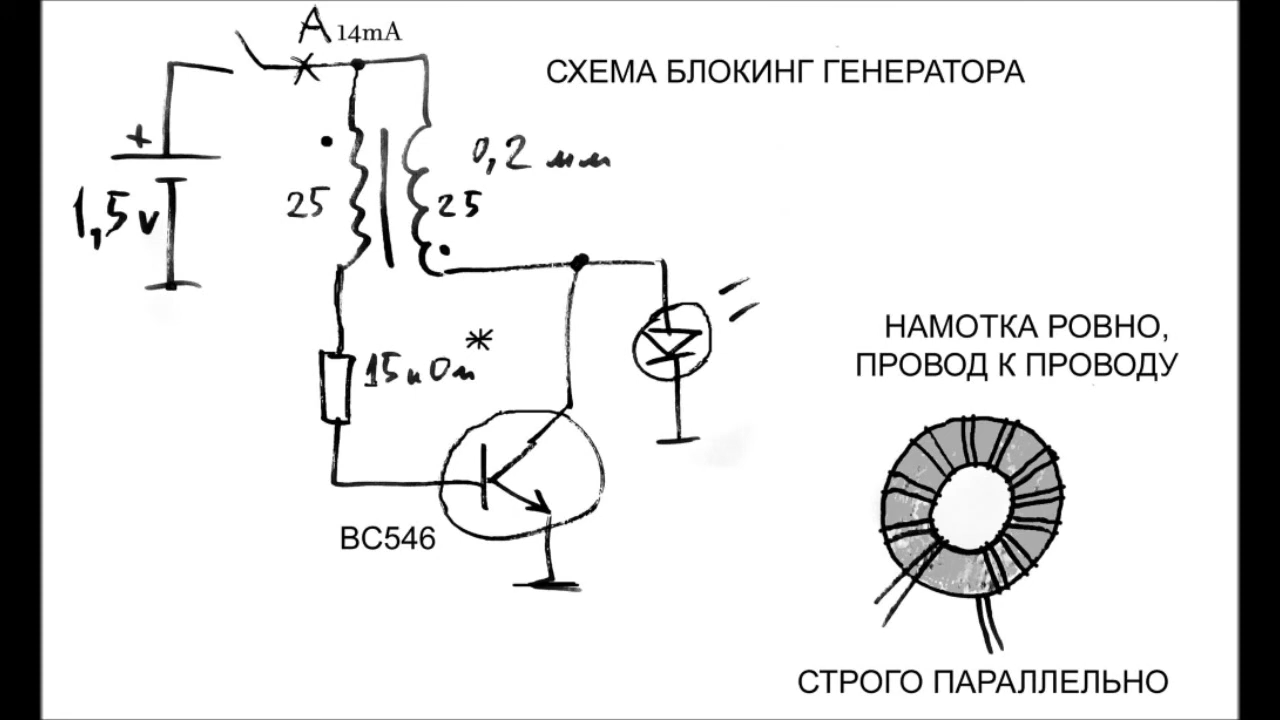 А 14mA
СХЕМА БЛОКИНГ ГЕНЕРАТОРА
+
1,5v
25
25
0,2 мм
15кОм*
BC546
НАМОТКА РОВНО,
ПРОВОД К ПРОВОДУ
СТРОГО ПАРАЛЛЕЛЬНО